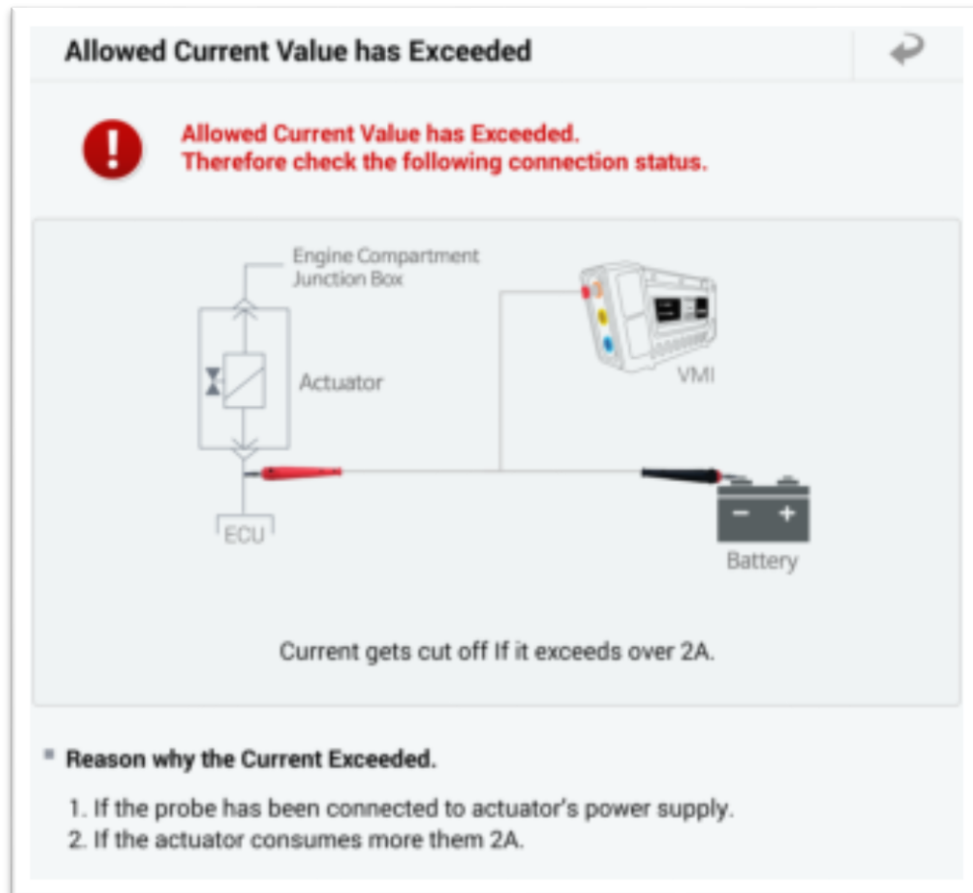 Allowed Current Value has Exceeded
Allowed Current Value has Exceeded.
Therefore check the following connection status.
Engine Compartment
Junction Box
Actuator
VMI
ECU
- +
Battery
Current gets cut off If it exceeds over 2A.
Reason why the Current Exceeded.
1. If the probe has been connected to actuator's power supply.
2. If the actuator consumes more them 2A.